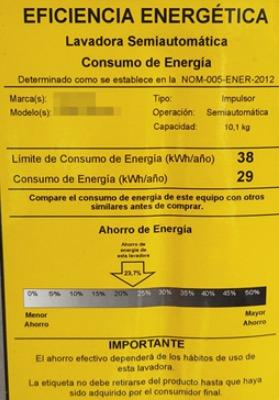 EFICIENCIA ENERGÉTICA
Lavadora Semiautomática
Consumo de Energía
Determinado como se establece en la NOM-005-ENER-2012
Marca(s): Tipo: Impulsor
Modelo(s): Operación: Semiautomática
Capacidad: 10,1 kg
Límite de Consumo de Energía (kWh/año) 38
Consumo de Energía (kWh/año) 29
Compare el consumo de energía de este equipo con otros
similares antes de comprar.
Ahorro de Energía
Ahorro de
energía de
esta lavadora
23,7%
0% 5% 10% 15% 20% 25% 30% 35% 40% 45% 50%
Menor Mayor
Ahorro Ahorro
IMPORTANTE
El ahorro efectivo dependerá de los hábitos de uso de
esta lavadora.
La etiqueta no debe retirarse del producto hasta que haya
sido adquirido por el consumidor final.